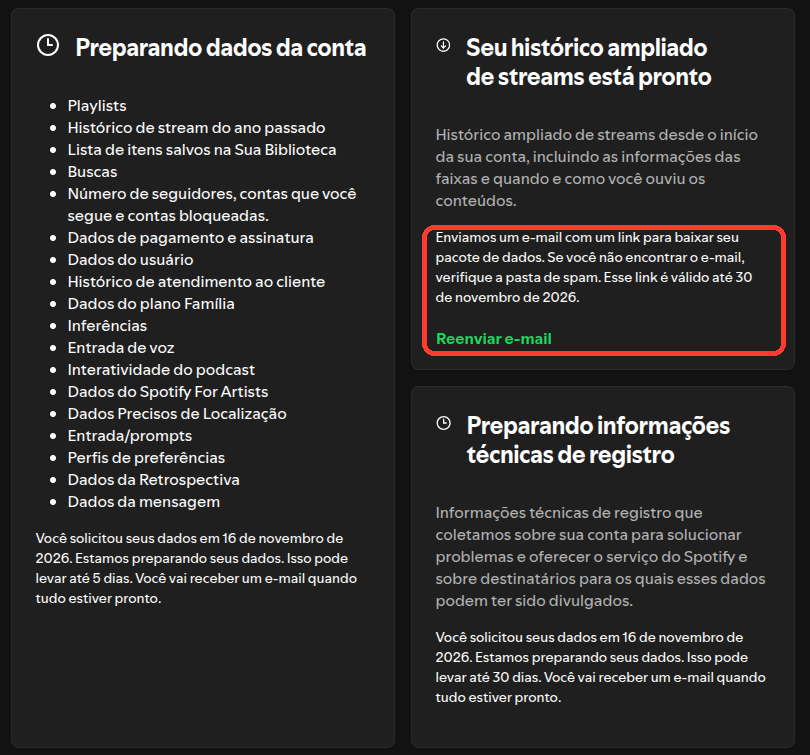 Preparando dados da conta
Playlists
Histórico de stream do ano passado
Lista de itens salvos na Sua Biblioteca
Buscas
Número de seguidores, contas que você
segue e contas bloqueadas.
Dados de pagamento e assinatura
Dados do usuário
Histórico de atendimento ao cliente
Dados do plano Família
Inferências
Entrada de voz
Interatividade do podcast
Dados do Spotify For Artists
Dados Precisos de Localização
Entrada/prompts
Perfis de preferências
Dados da Retrospectiva
Dados da mensagem
Você solicitou seus dados em 16 de novembro de
2026. Estamos preparando seus dados. Isso pode
levar até 5 dias. Você vai receber um e-mail quando
tudo estiver pronto.
Seu histórico ampliado
de streams está pronto
Histórico ampliado de streams desde o início
da sua conta, incluindo as informações das
faixas e quando e como você ouviu os
conteúdos.
Enviamos um e-mail com um link para baixar seu
pacote de dados. Se você não encontrar o e-mail,
verifique a pasta de spam. Esse link é válido até 30
de novembro de 2026.
Reenviar e-mail
Preparando informações
técnicas de registro
Informações técnicas de registro que
coletamos sobre sua conta para solucionar
problemas e oferecer o serviço do Spotify e
sobre destinatários para os quais esses dados
podem ter sido divulgados.
Você solicitou seus dados em 16 de novembro de
2026. Estamos preparando seus dados. Isso pode
levar até 30 dias. Você vai receber um e-mail quando
tudo estiver pronto.